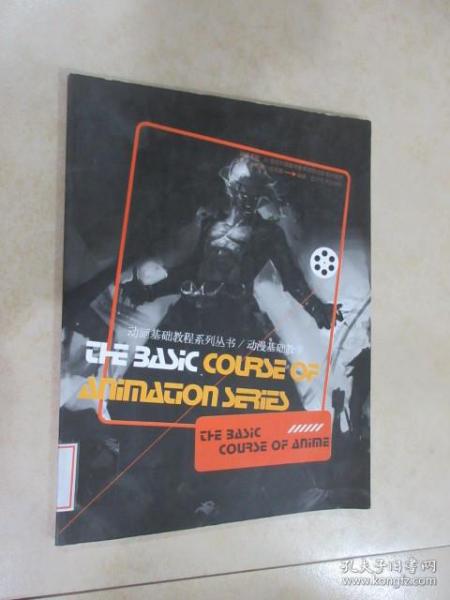 动画基础教程系列丛书/动漫基础教
THE BASIC COURSE OF
ANIMATION SERIES
THE BASIC
COURSE OF ANIME
孔夫子旧书网
www.kongfz.com